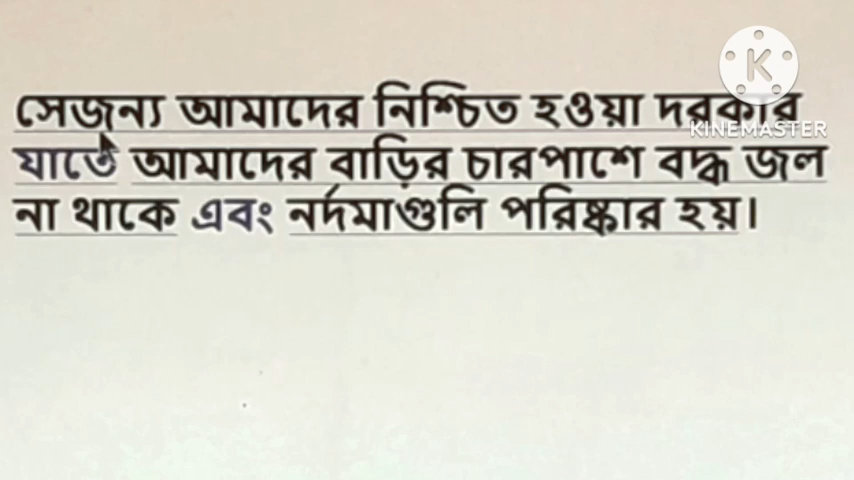 সেজন্য আমাদের নিশ্চিত হওয়া দরকার
যাতে আমাদের বাড়ির চারপাশে বদ্ধ জল
না থাকে এবং নর্দমাগুলি পরিষ্কার হয়।
K
KINEMASTER